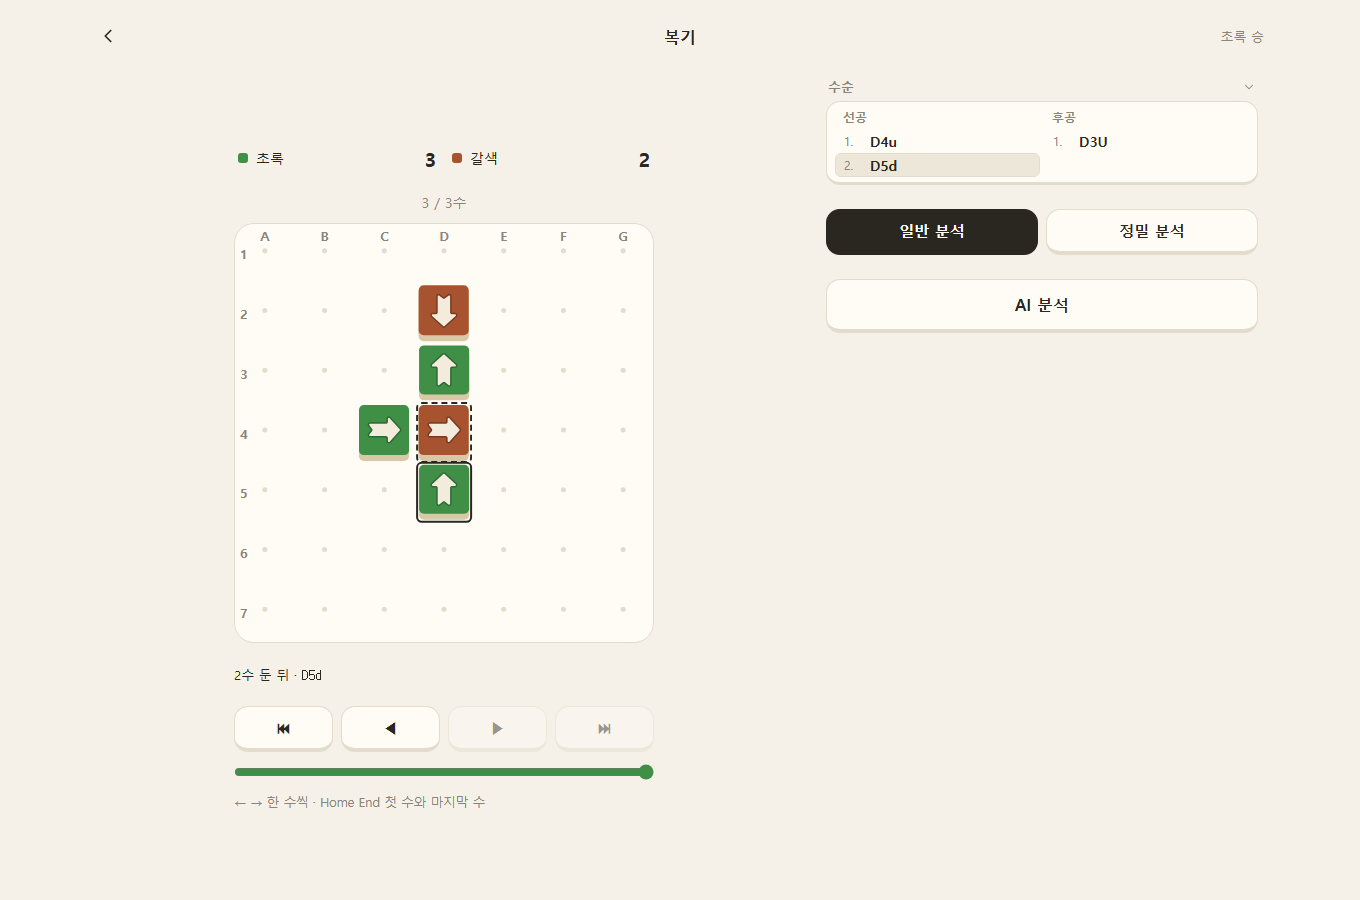 복기
초록 승
수순
선공 후공
1. D4u 1. D3U
2. D5d
초록 3 갈색 2
3 / 3수
A B C D E F G
1
2
3
4
5
6
7
일반 분석 정밀 분석
AI 분석
2수 둔 뒤 · D5d
← → 한 수씩 · Home End 첫 수와 마지막 수